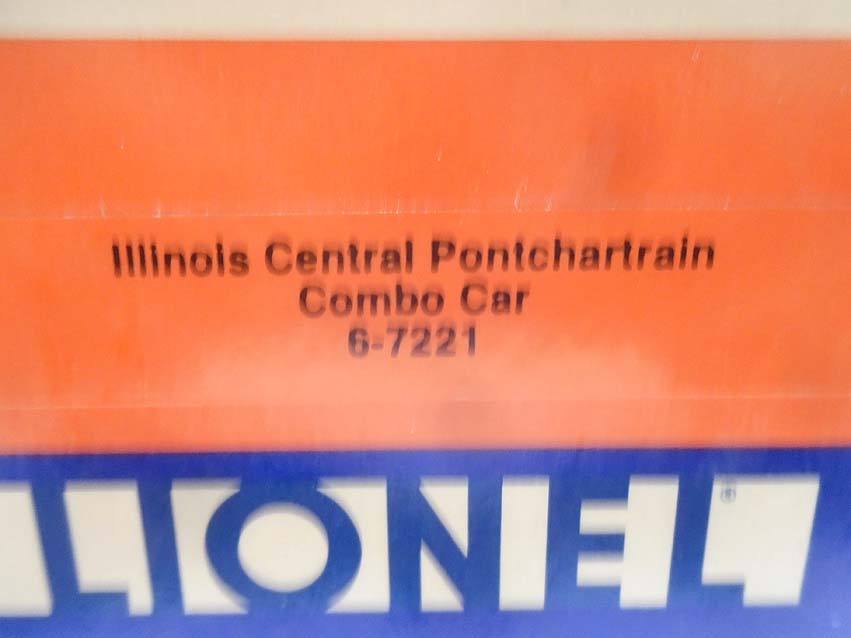 Illinois Central Pontchartrain
Combo Car
6-7221
LIONEL®